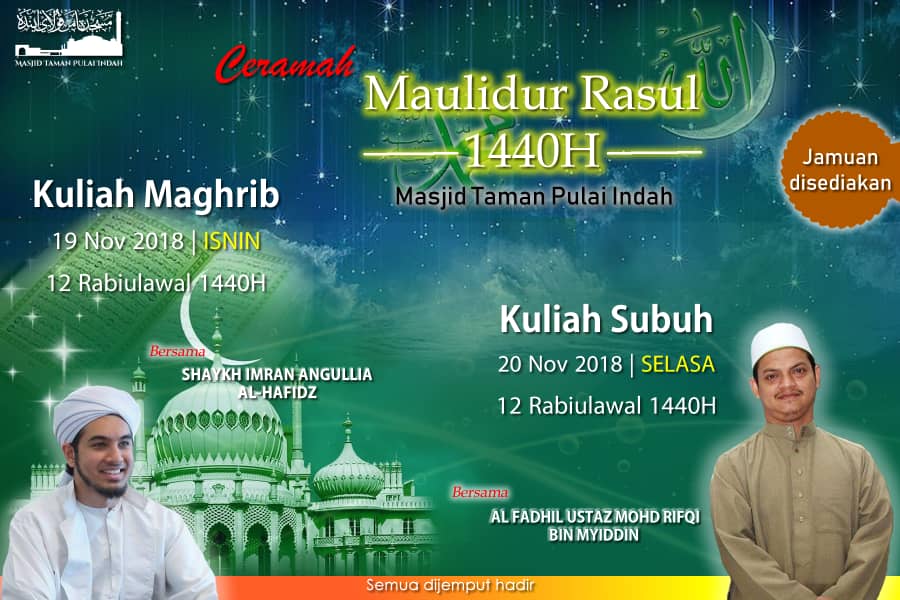 MASJID TAMAN PULAI INDAH
Ceramah
Maulidur Rasul
1440H
Masjid Taman Pulai Indah
الله
محمد
Jamuan
disediakan
Kuliah Maghrib
19 Nov 2018 | ISNIN
12 Rabiulawal 1440H
Bersama
SHAYKH IMRAN ANGULLIA
AL-HAFIDZ
Kuliah Subuh
20 Nov 2018 | SELASA
12 Rabiulawal 1440H
Bersama
AL FADHIL USTAZ MOHD RIFQI
BIN MYIDDIN
Semua dijemput hadir